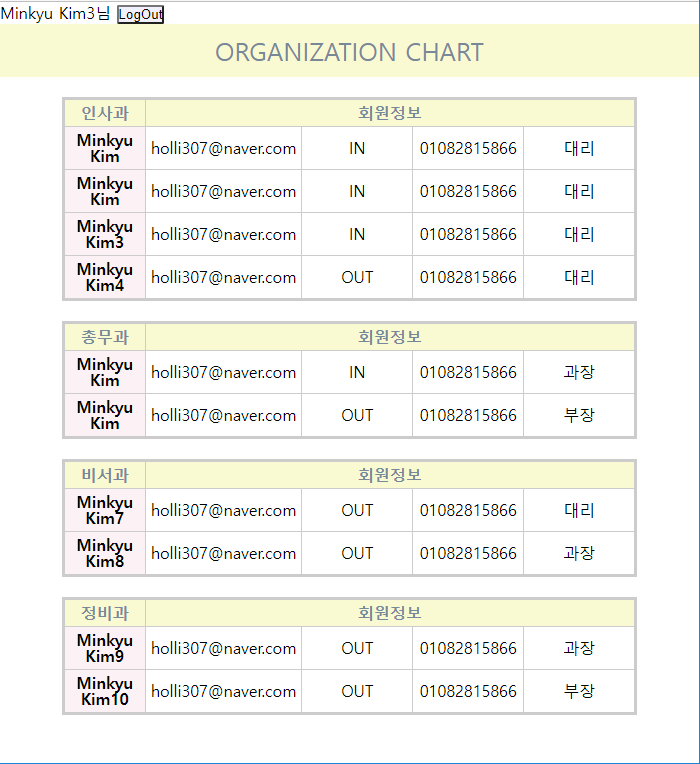 Minkyu Kim3님 LogOut
ORGANIZATION CHART
인사과 회원정보
Minkyu Kim holli307@naver.com IN 01082815866 대리
Minkyu Kim holli307@naver.com IN 01082815866 대리
Minkyu Kim3 holli307@naver.com IN 01082815866 대리
Minkyu Kim4 holli307@naver.com OUT 01082815866 대리
총무과 회원정보
Minkyu Kim holli307@naver.com IN 01082815866 과장
Minkyu Kim holli307@naver.com OUT 01082815866 부장
비서과 회원정보
Minkyu Kim7 holli307@naver.com OUT 01082815866 대리
Minkyu Kim8 holli307@naver.com OUT 01082815866 과장
정비과 회원정보
Minkyu Kim9 holli307@naver.com OUT 01082815866 과장
Minkyu Kim10 holli307@naver.com OUT 01082815866 부장